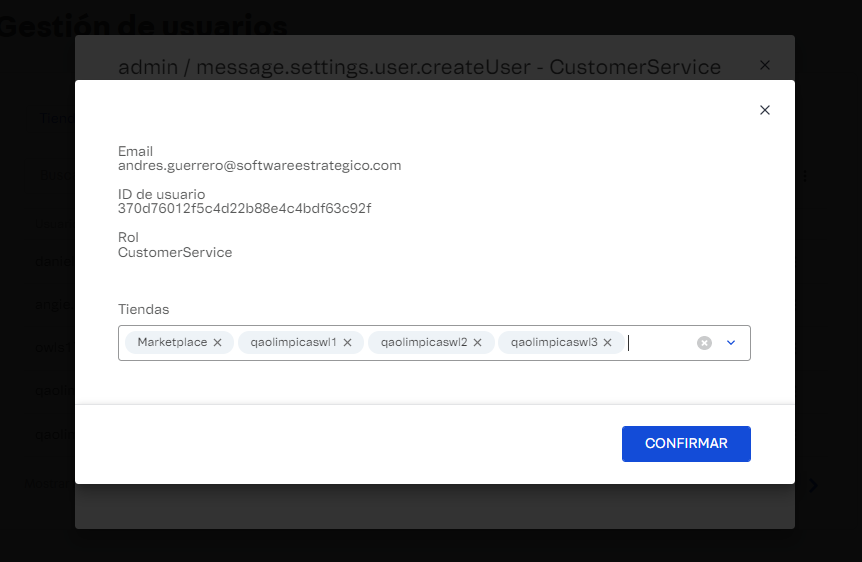 Gestión de usuarios
admin / message.settings.user.createUser - CustomerService
Email
andres.guerrero@softwareestrategico.com
ID de usuario
370d76012f5c4d22b88e4c4bdf63c92f
Rol
CustomerService
Tiendas
Marketplace
qaolimpicaswl1
qaolimpicaswl2
qaolimpicaswl3
CONFIRMAR